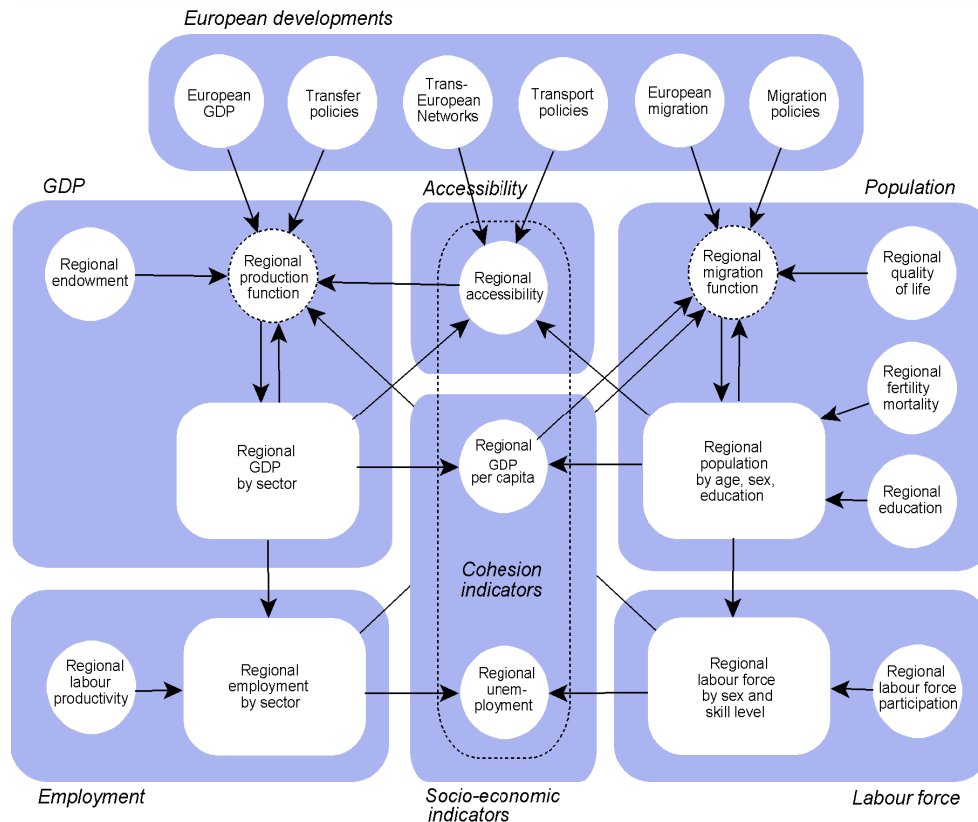 European developments
European
GDP
Transfer
policies
Trans-
European
Networks
Transport
policies
European
migration
Migration
policies
GDP
Accessibility
Population
Regional
endowment
Regional
production
function
Regional
accessibility
Regional
migration
function
Regional
quality
of life
Regional
fertility
mortality
Regional
GDP
by sector
Regional
GDP
per capita
Regional
population
by age, sex,
education
Regional
education
Cohesion
indicators
Regional
labour
productivity
Regional
employment
by sector
Regional
unem-
ployment
Regional
labour force
by sex and
skill level
Regional
labour force
participation
Employment
Socio-economic
indicators
Labour force